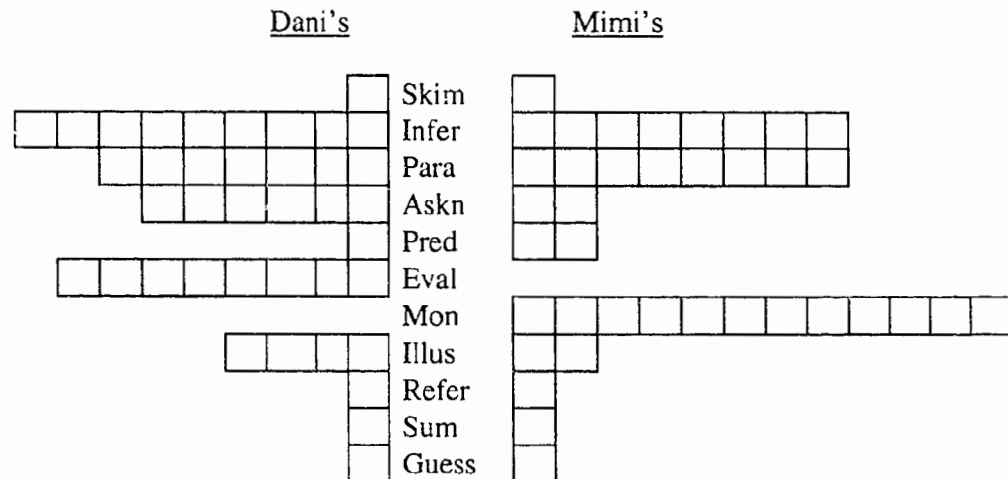 Dani's Mimi's
Skim
Infer
Para
Askn
Pred
Eval
Mon
Illus
Refer
Sum
Guess